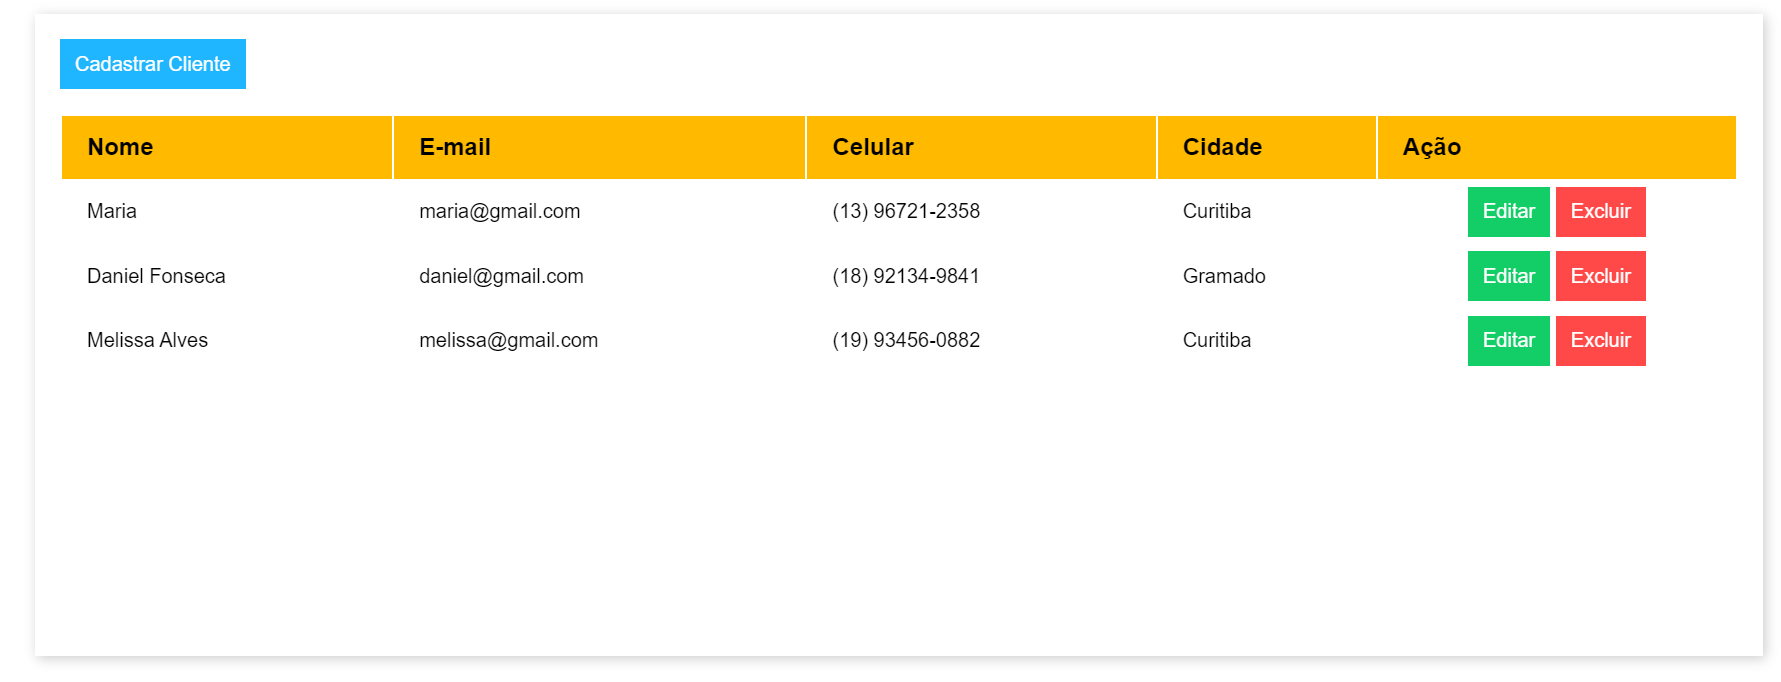 Cadastrar Cliente
Nome E-mail Celular Cidade Ação
Maria maria@gmail.com (13) 96721-2358 Curitiba Editar Excluir
Daniel Fonseca daniel@gmail.com (18) 92134-9841 Gramado Editar Excluir
Melissa Alves melissa@gmail.com (19) 93456-0882 Curitiba Editar Excluir